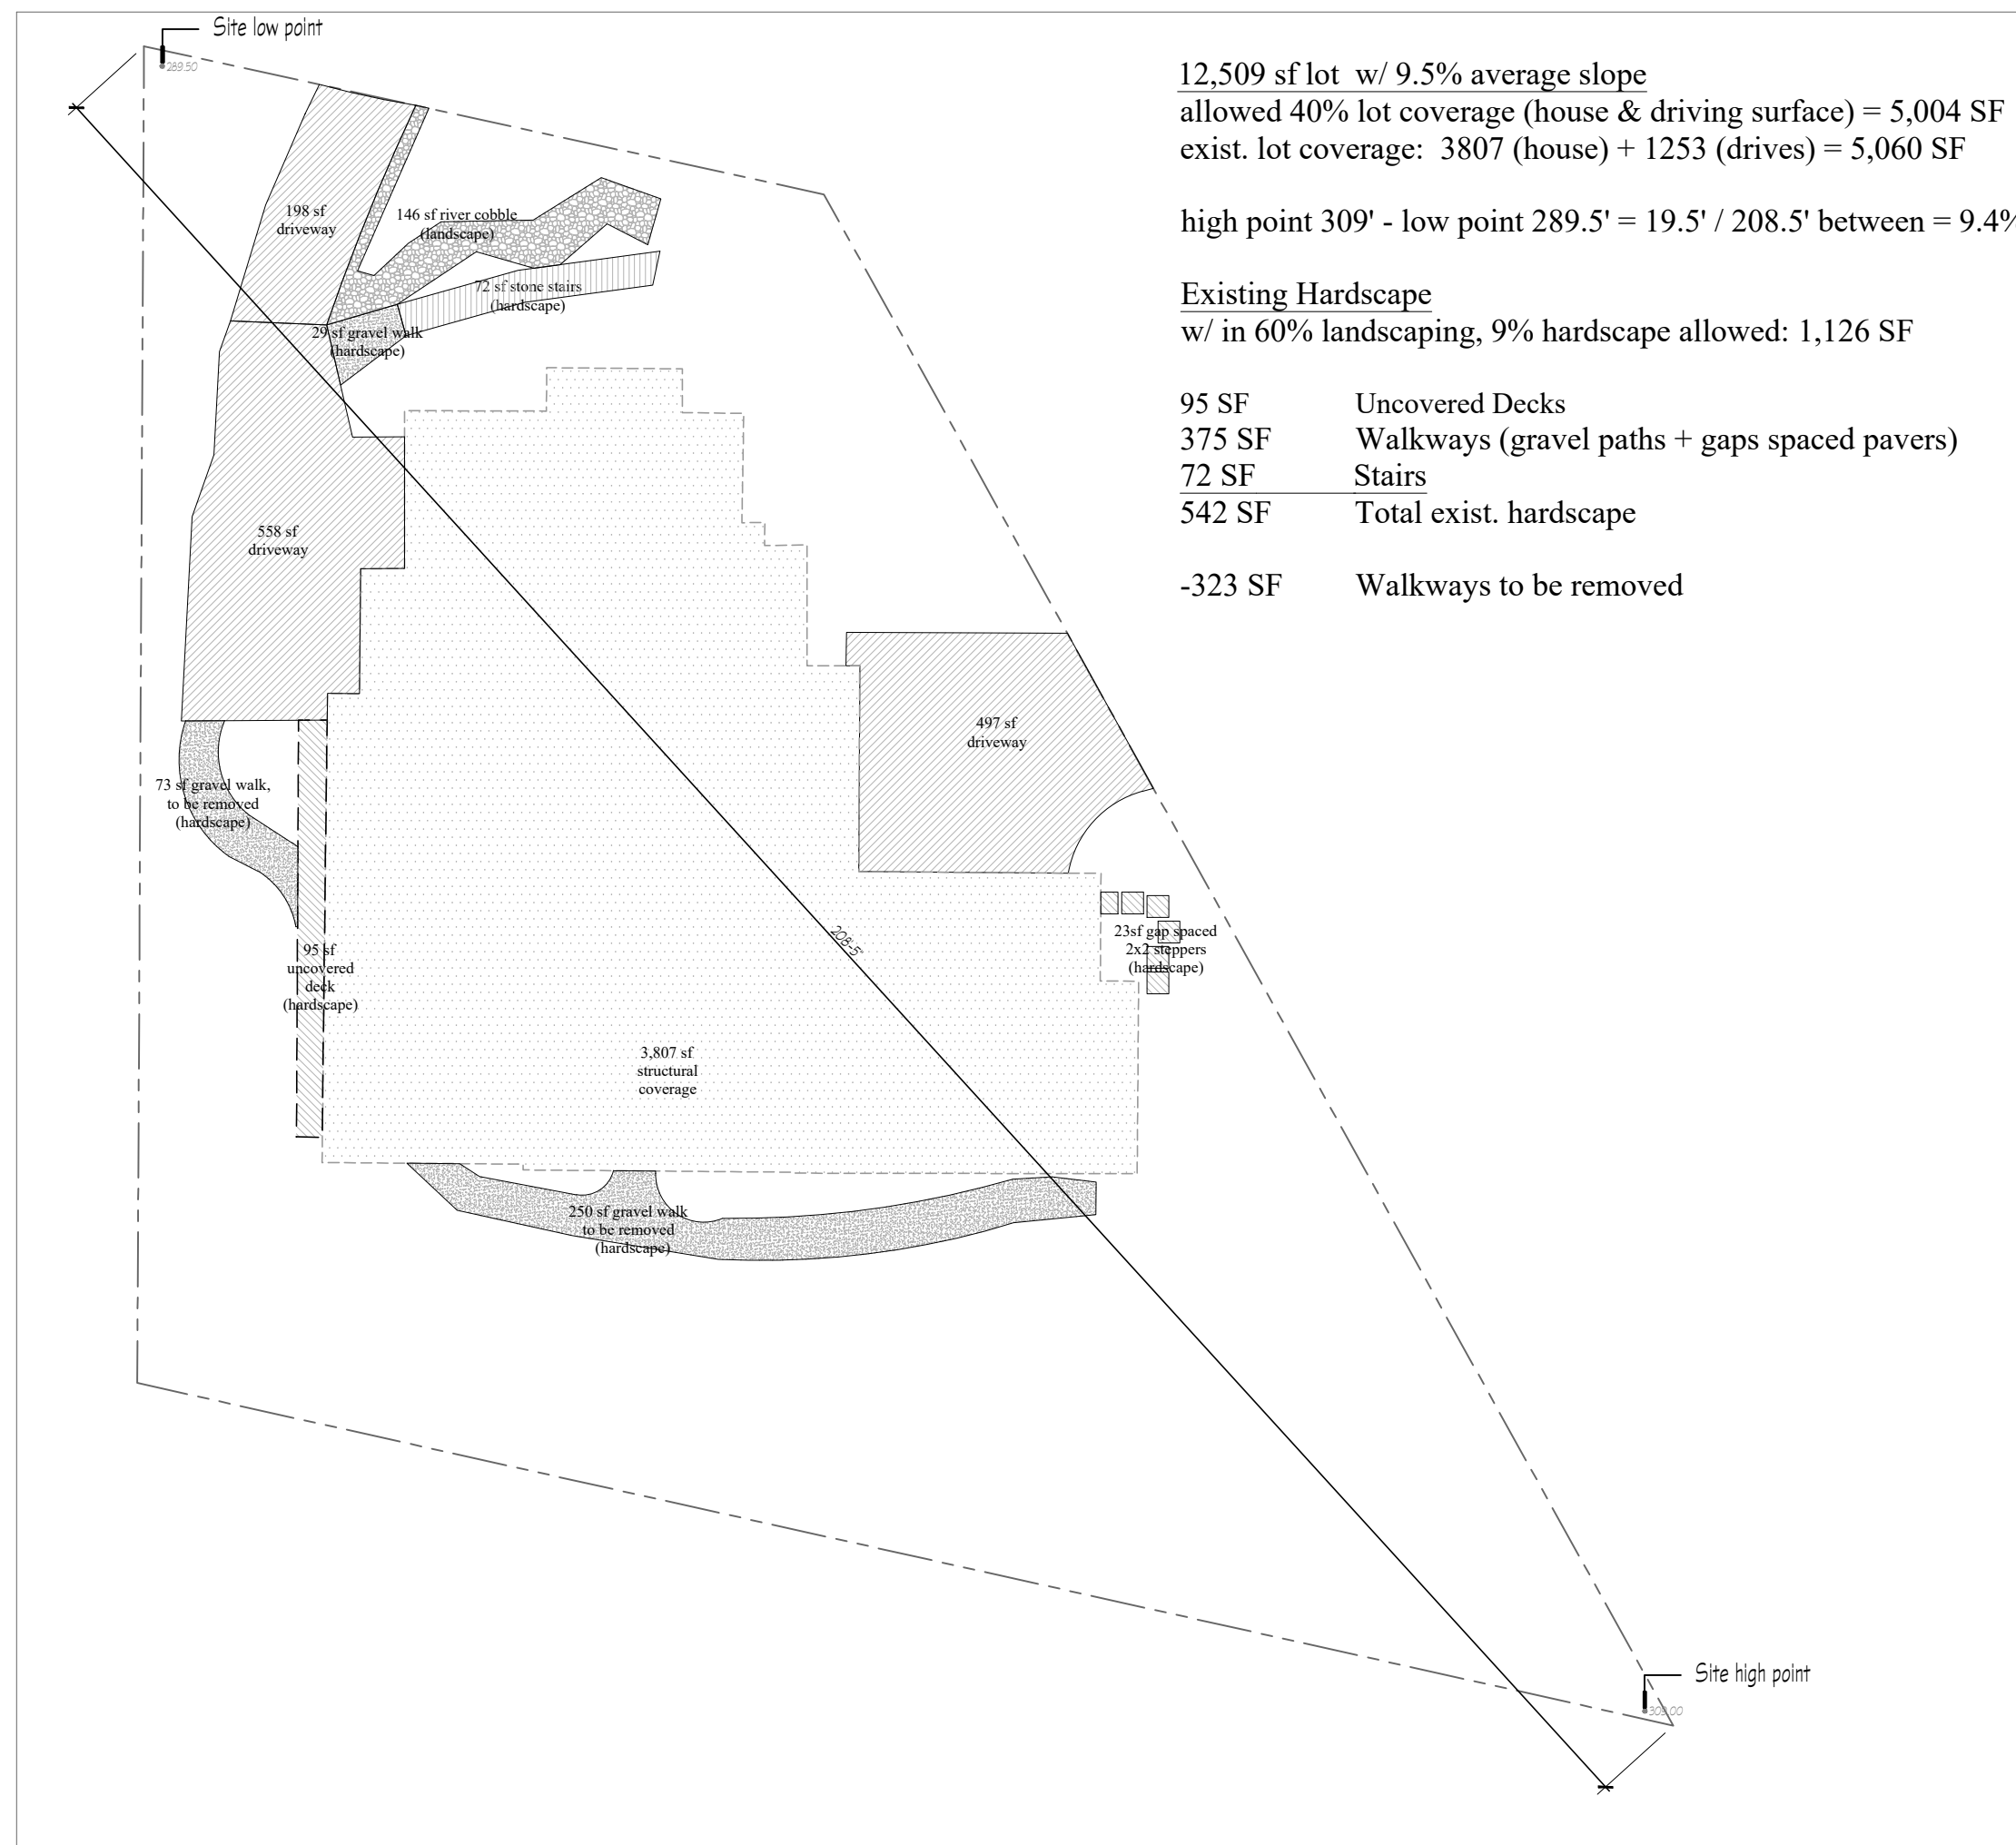 Site low point
289.50
12,509 sf lot w/ 9.5% average slope
allowed 40% lot coverage (house & driving surface) = 5,004 SF
exist. lot coverage: 3807 (house) + 1253 (drives) = 5,060 SF
high point 309' - low point 289.5' = 19.5' / 208.5' between = 9.4%
Existing Hardscape
w/ in 60% landscaping, 9% hardscape allowed: 1,126 SF
95 SF Uncovered Decks
375 SF Walkways (gravel paths + gaps spaced pavers)
72 SF Stairs
542 SF Total exist. hardscape
-323 SF Walkways to be removed
198 sf
driveway
146 sf river cobble
(landscape)
72 sf stone stairs
(hardscape)
29 sf gravel walk
(hardscape)
558 sf
driveway
497 sf
driveway
73 sf gravel walk,
to be removed
(hardscape)
95 sf
uncovered
deck
(hardscape)
208'-5"
23sf gap spaced
2x2 steppers
(hardscape)
3,807 sf
structural
coverage
250 sf gravel walk
to be removed
(hardscape)
Site high point
309.00